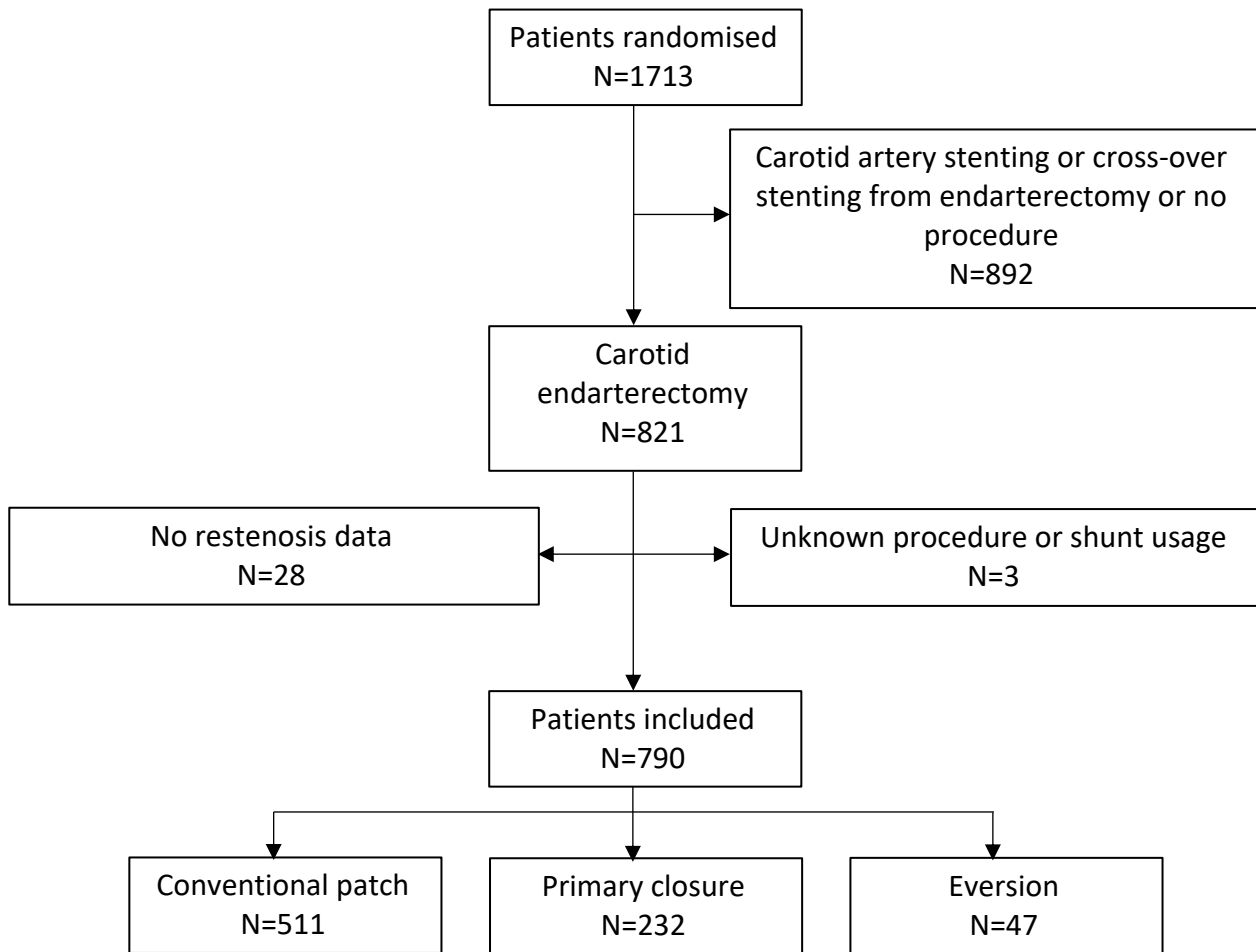 Patients randomised
N=1713
Carotid artery stenting or cross-over
stenting from endarterectomy or no
procedure
N=892
Carotid
endarterectomy
N=821
No restenosis data
N=28
Unknown procedure or shunt usage
N=3
Patients included
N=790
Conventional patch
N=511
Primary closure
N=232
Eversion
N=47